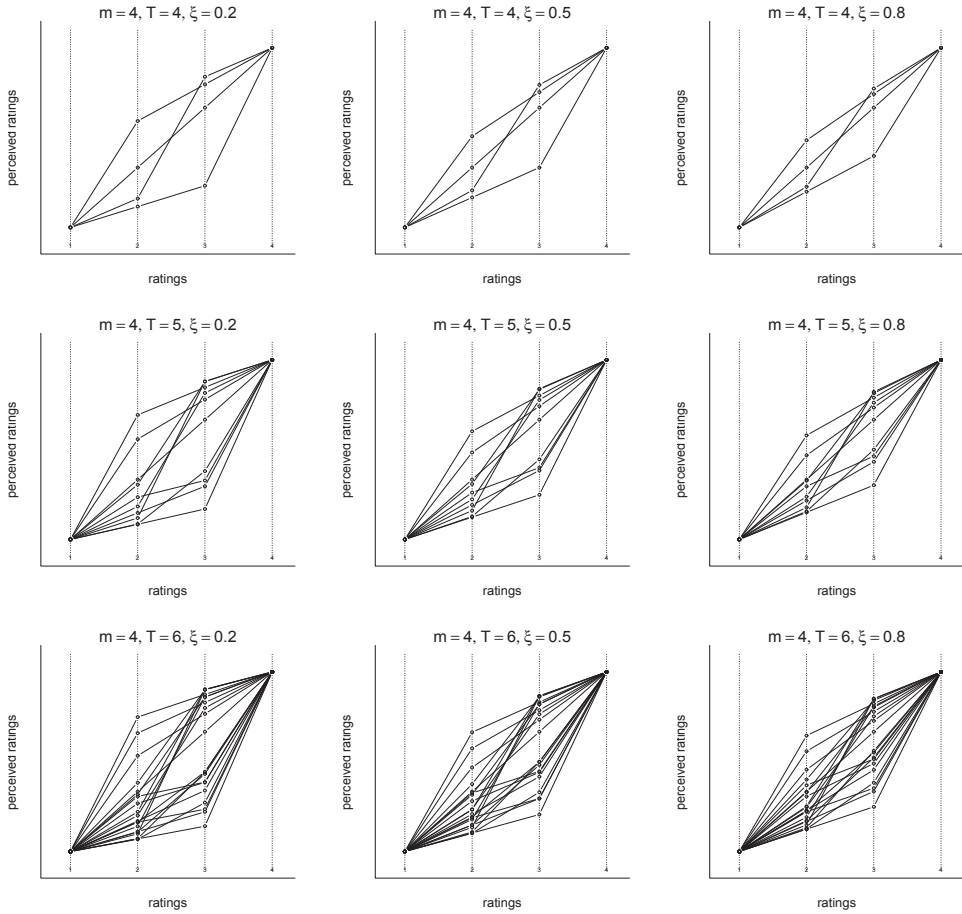 m = 4, T = 4, ξ = 0.2
m = 4, T = 4, ξ = 0.5
m = 4, T = 4, ξ = 0.8
perceived ratings
perceived ratings
perceived ratings
1 2 3 4
1 2 3 4
1 2 3 4
ratings
ratings
ratings
m = 4, T = 5, ξ = 0.2
m = 4, T = 5, ξ = 0.5
m = 4, T = 5, ξ = 0.8
perceived ratings
perceived ratings
perceived ratings
1 2 3 4
1 2 3 4
1 2 3 4
ratings
ratings
ratings
m = 4, T = 6, ξ = 0.2
m = 4, T = 6, ξ = 0.5
m = 4, T = 6, ξ = 0.8
perceived ratings
perceived ratings
perceived ratings
1 2 3 4
1 2 3 4
1 2 3 4
ratings
ratings
ratings